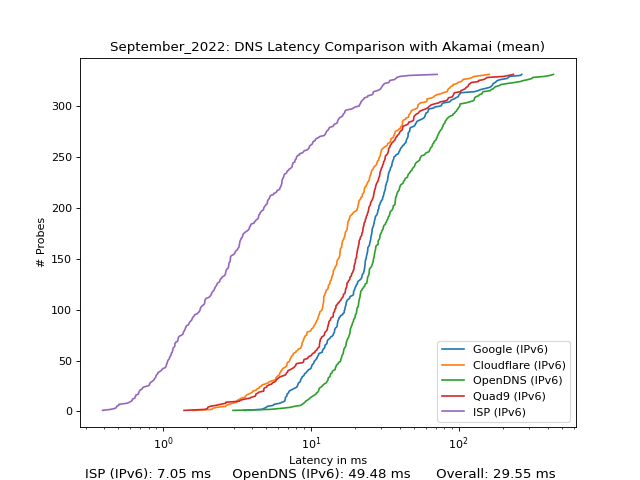 September_2022: DNS Latency Comparison with Akamai (mean)
# Probes
300
250
200
150
100
50
0
Google (IPv6)
Cloudflare (IPv6)
OpenDNS (IPv6)
Quad9 (IPv6)
ISP (IPv6)
10⁰ 10¹ 10²
Latency in ms
ISP (IPv6): 7.05 ms OpenDNS (IPv6): 49.48 ms Overall: 29.55 ms